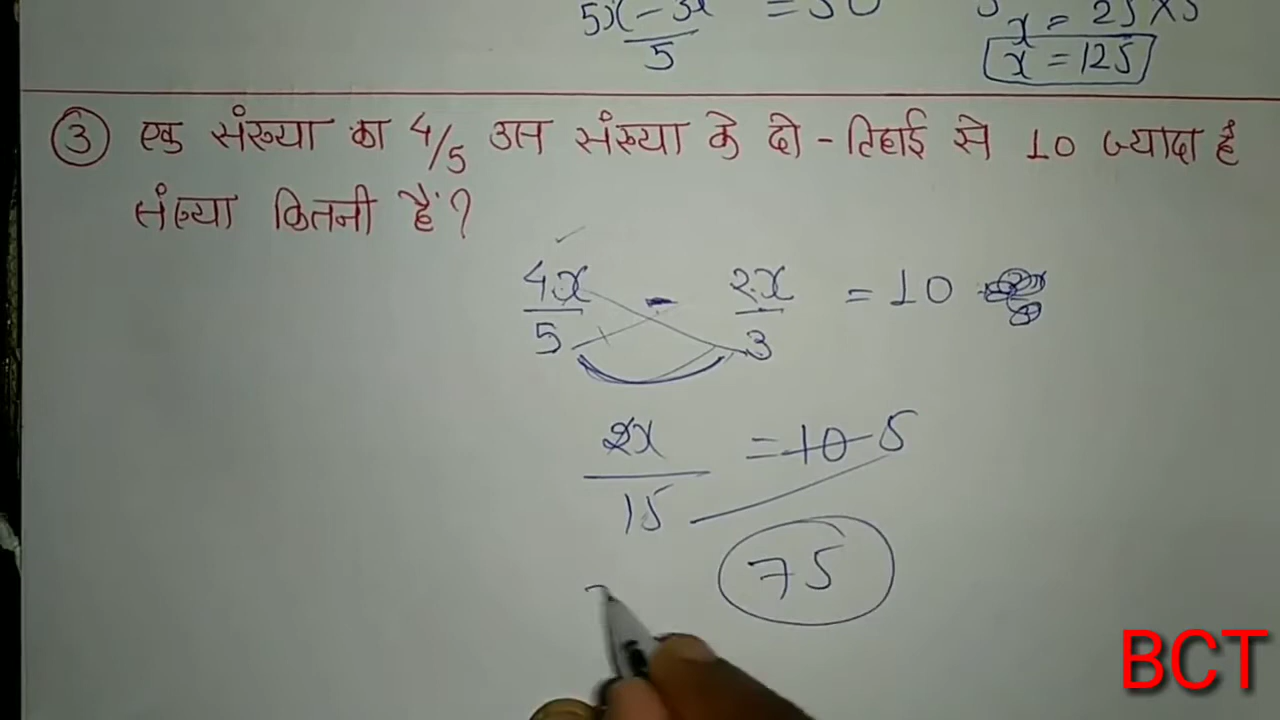 5x-3x = 50
5
x = 25×5
x = 125
③ एक संख्या का 4/5 उस संख्या के दो - तिहाई से 10 ज्यादा है
संख्या कितनी है ?
4x - 2x = 10
5 3
2x = 10 5
15
75
BCT